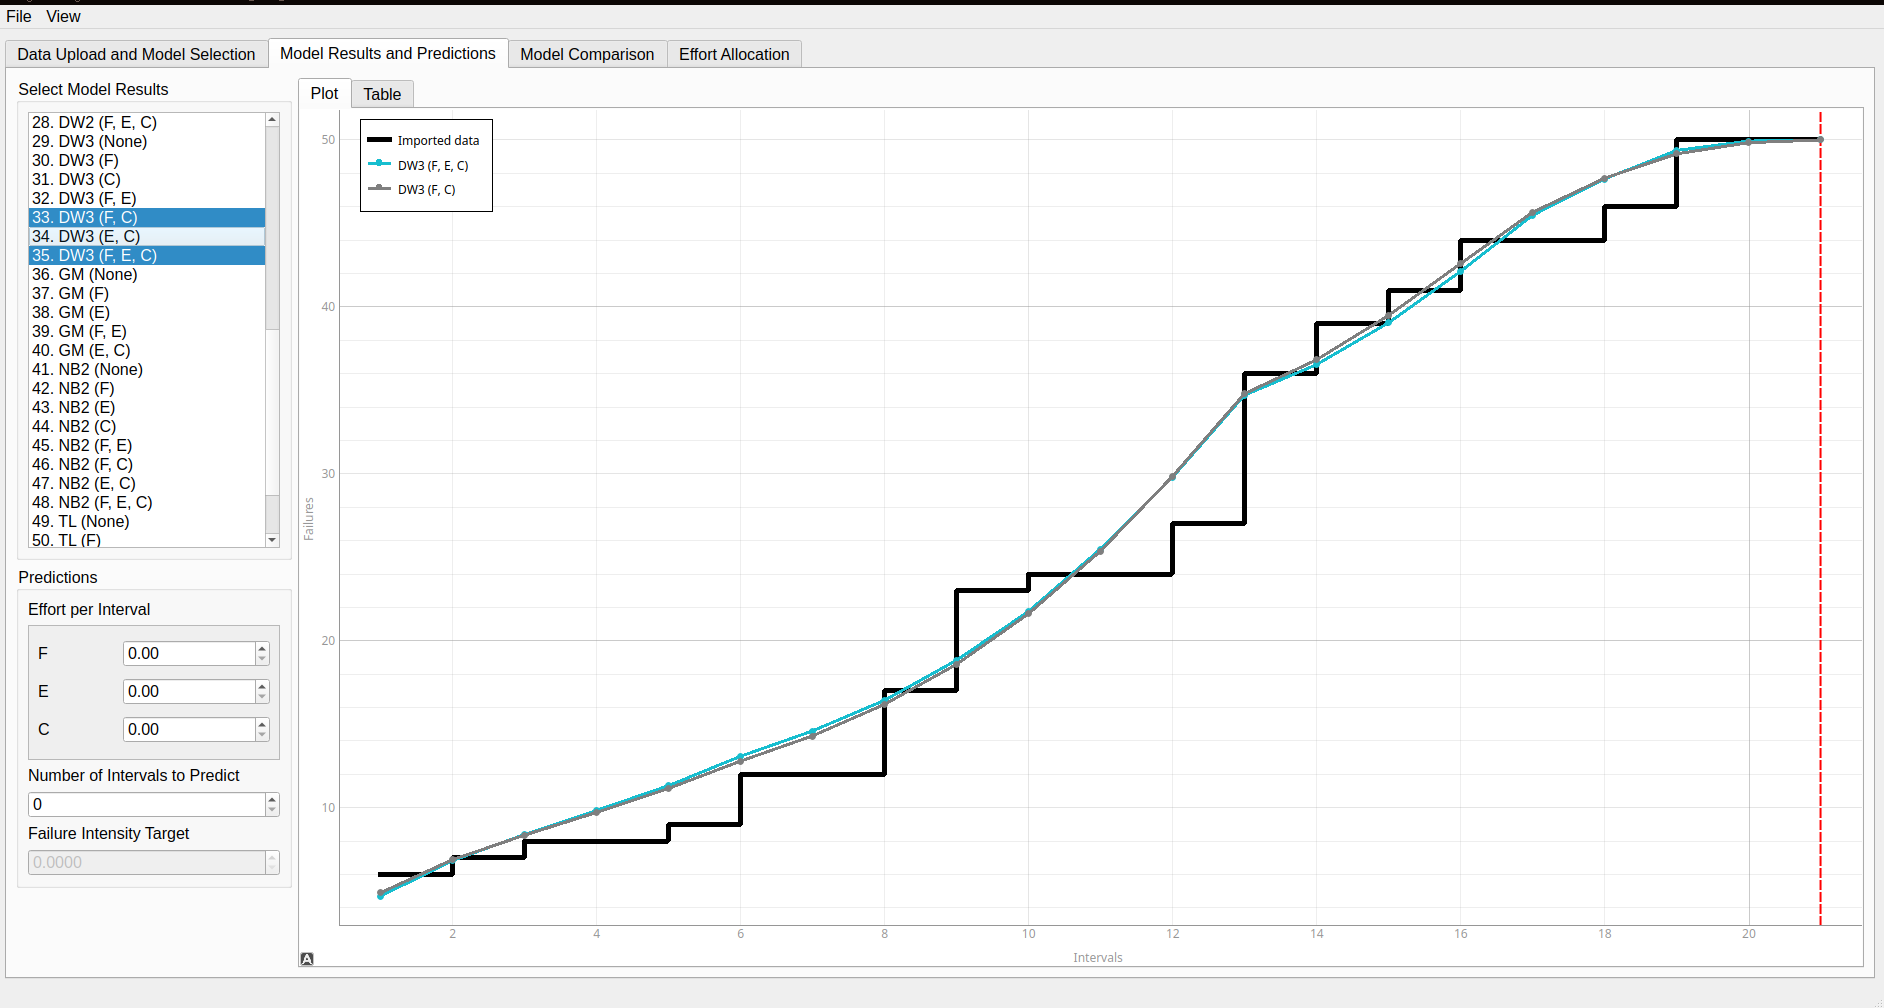 File View
Data Upload and Model Selection Model Results and Predictions Model Comparison Effort Allocation
Select Model Results
28. DW2 (F, E, C)
29. DW3 (None)
30. DW3 (F)
31. DW3 (C)
32. DW3 (F, E)
33. DW3 (F, C)
34. DW3 (E, C)
35. DW3 (F, E, C)
36. GM (None)
37. GM (F)
38. GM (E)
39. GM (F, E)
40. GM (E, C)
41. NB2 (None)
42. NB2 (F)
43. NB2 (E)
44. NB2 (C)
45. NB2 (F, E)
46. NB2 (F, C)
47. NB2 (E, C)
48. NB2 (F, E, C)
49. TL (None)
50. TL (F)
Predictions
Effort per Interval
F 0.00
E 0.00
C 0.00
Number of Intervals to Predict
0
Failure Intensity Target
0.0000
Plot Table
Imported data
DW3 (F, E, C)
DW3 (F, C)
50
40
30
20
10
Failures
2 4 6 8 10 12 14 16 18 20
Intervals
A